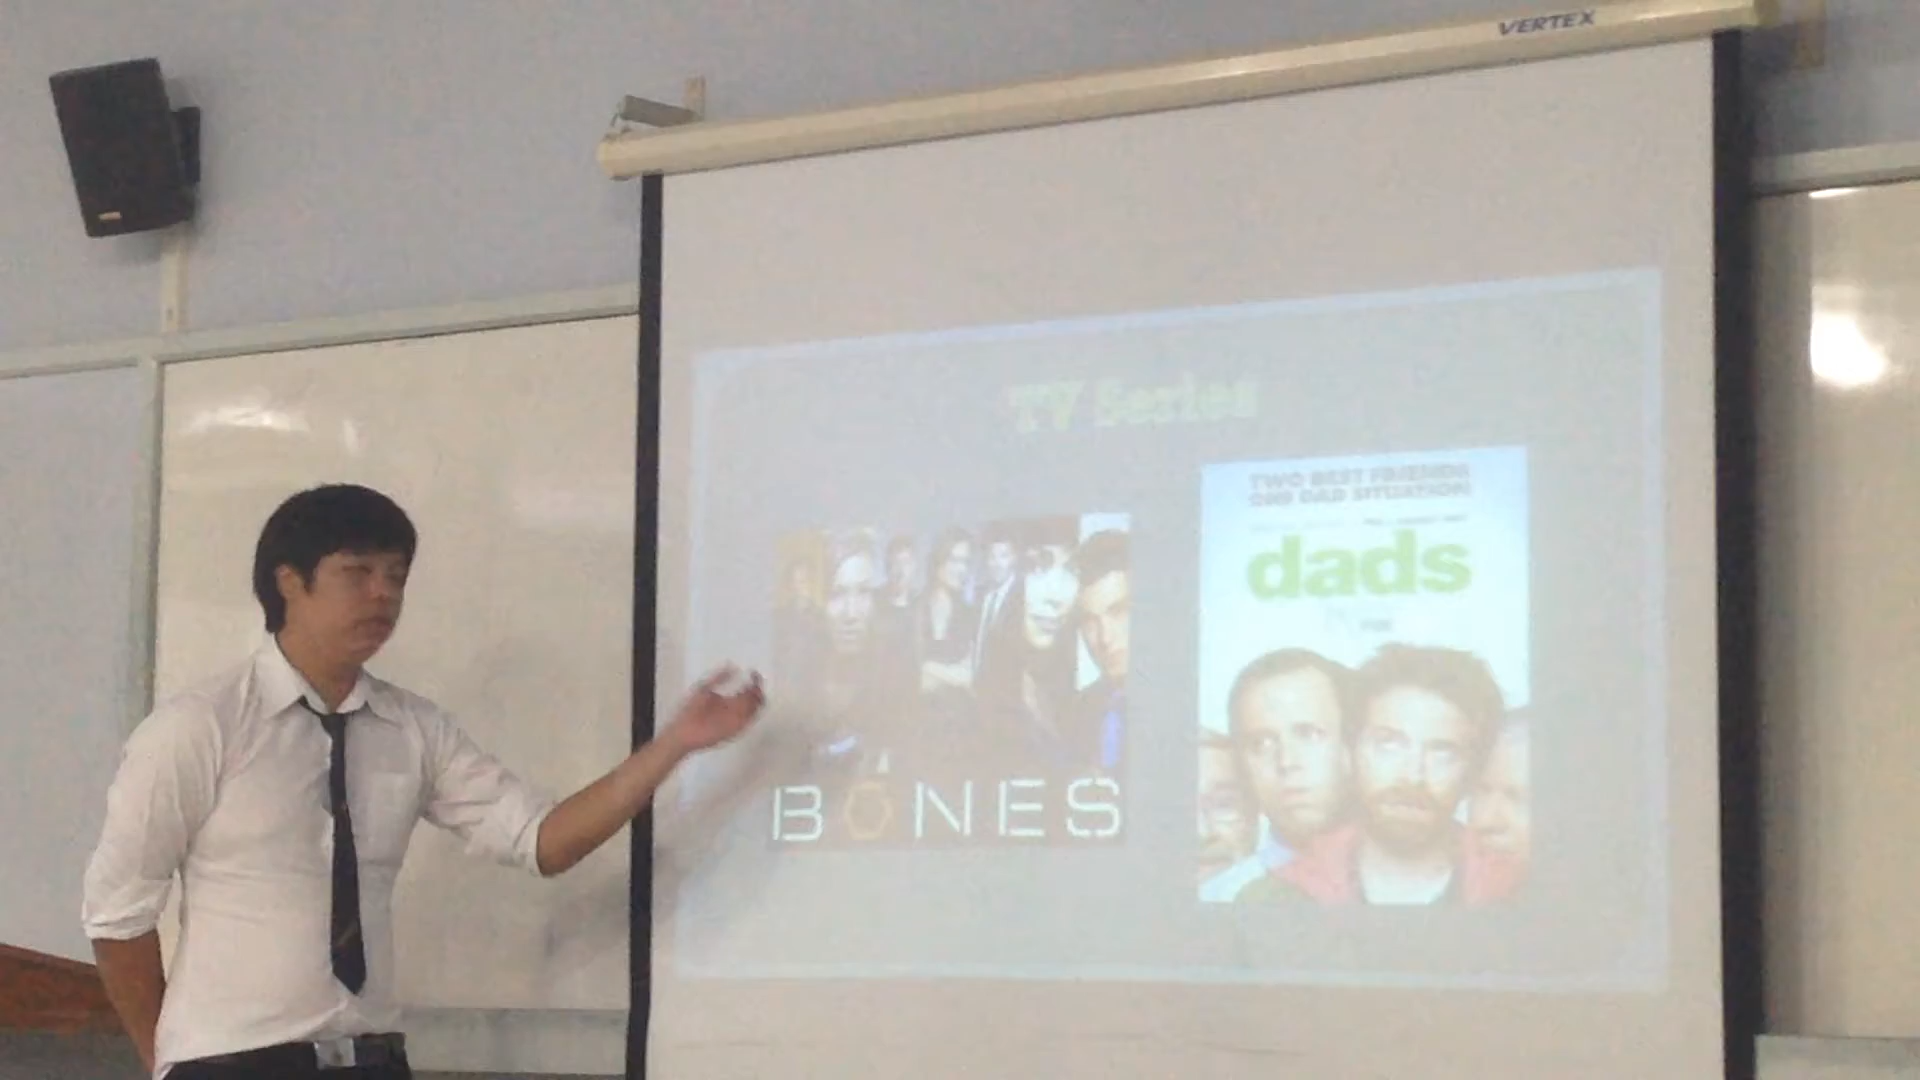 VERTEX
TV Series
TWO BEST FRIENDS
ONE DAD SITUATION
dads
BONES